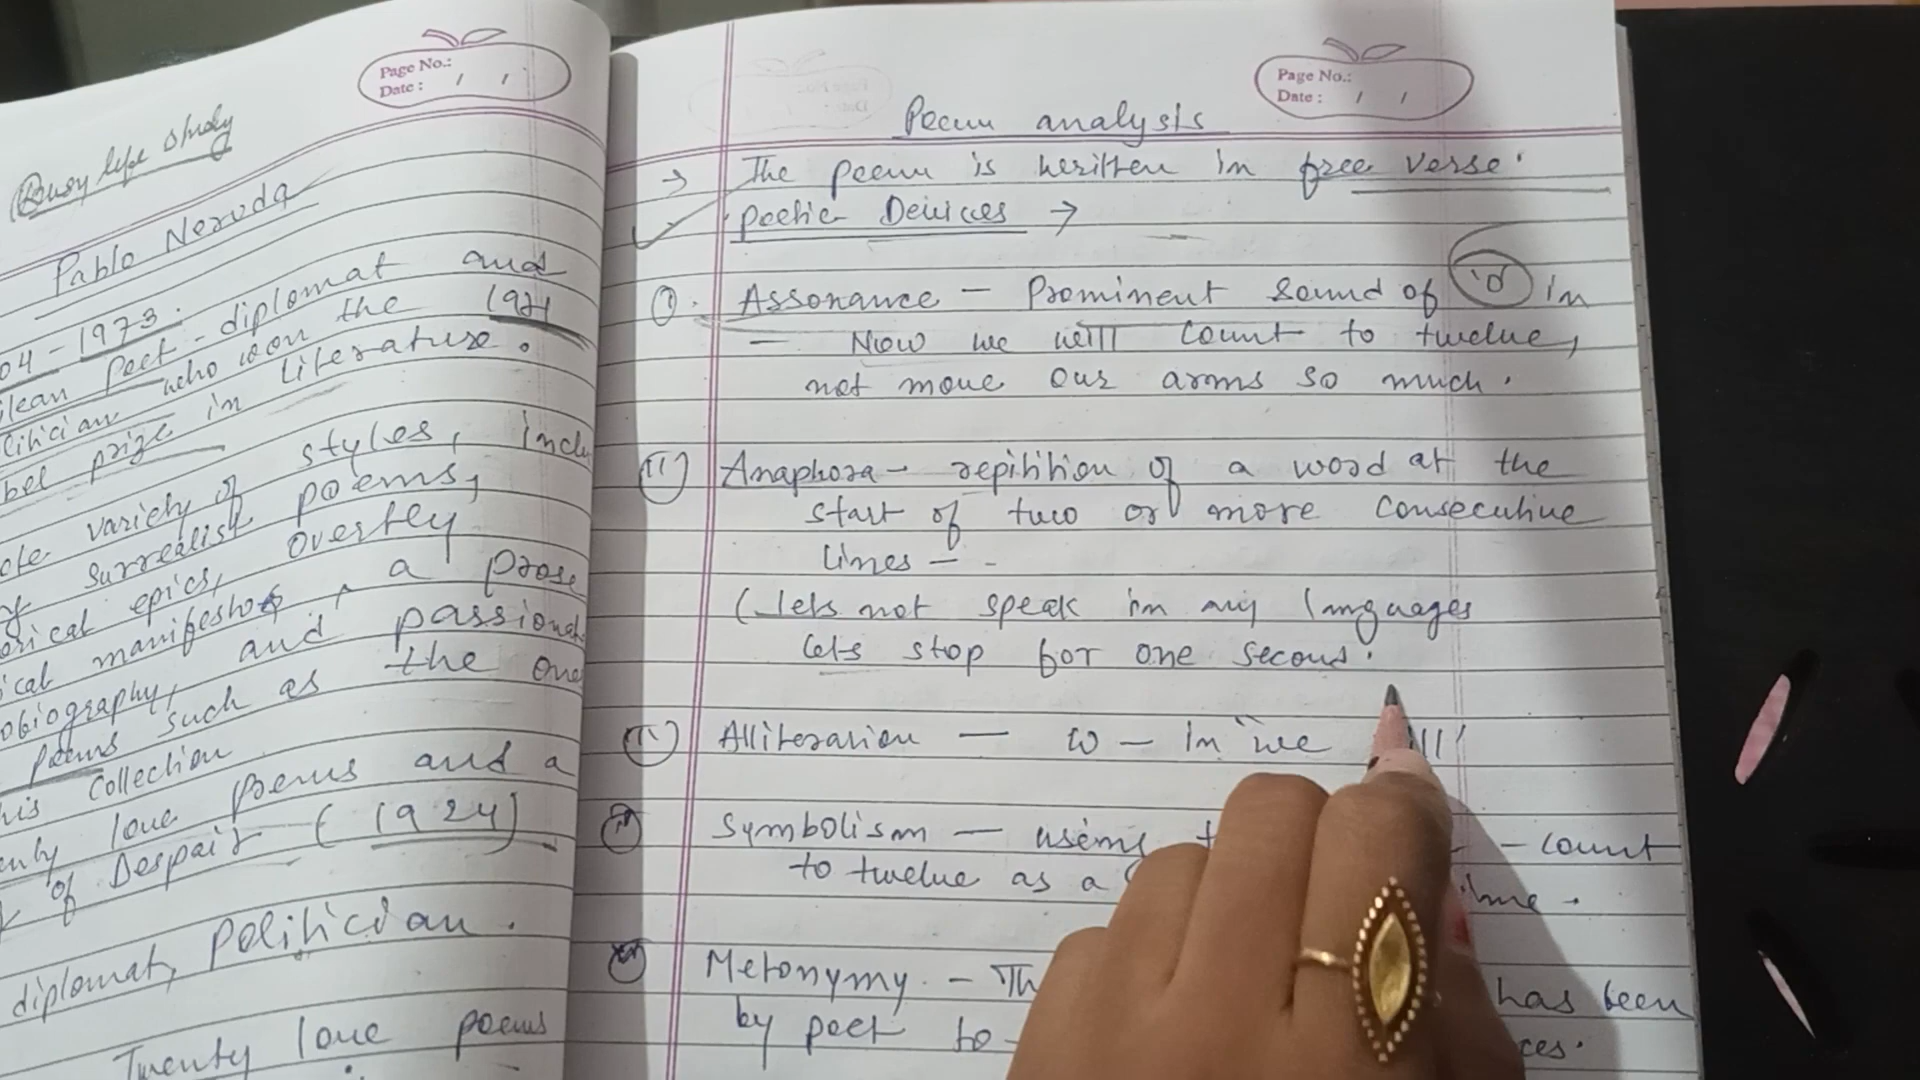 Page No.:
Date : / /
Busy life study
Pablo Neruda
04 - 1973.
ilean Poet - diplomat and
litician who won the 1971
bel prize in literature.
variety of styles, inclu
surrealist poems,
orical epics, overtly
ical manifestos, a prose
obiography, and passionat
poems such as the one
his collection
enty love poems and a
of Despair (1924).
diplomat, politician.
Twenty love poems
Page No.:
Date : / /
Poem analysis
→ The poem is written in free verse.
Poetic Devices →
(I). Assonance - Prominent sound of 'o' in
- Now we will count to twelve,
not move our arms so much.
(II) Anaphora - repitition of a word at the
start of two or more consecutive
lines - -
(lets not speak in any languages
lets stop for one second.
Alliteration — w - in "we
Symbolism — using - count
to twelve as a time.
Metonymy. - Th has been
by poet to ces.